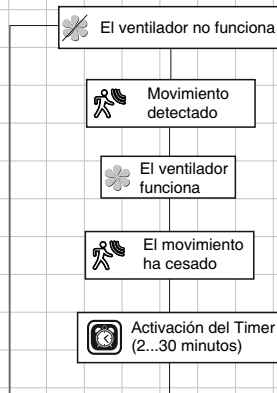 El ventilador no funciona
Movimiento
detectado
El ventilador
funciona
El movimiento
ha cesado
Activación del Timer
(2...30 minutos)